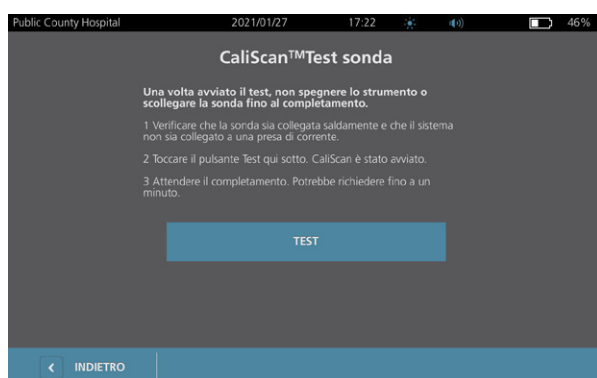 Public County Hospital 2021/01/27 17:22 46%
CaliScan™Test sonda
Una volta avviato il test, non spegnere lo strumento o
scollegare la sonda fino al completamento.
1 Verificare che la sonda sia collegata saldamente e che il sistema
non sia collegato a una presa di corrente.
2 Toccare il pulsante Test qui sotto. CaliScan è stato avviato.
3 Attendere il completamento. Potrebbe richiedere fino a un
minuto.
TEST
INDIETRO